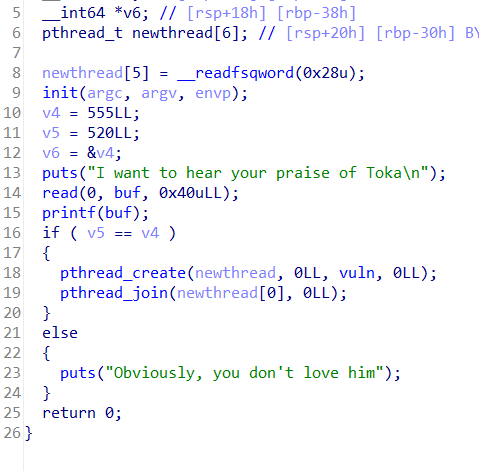 5 __int64 *v6; // [rsp+18h] [rbp-38h]
6 pthread_t newthread[6]; // [rsp+20h] [rbp-30h] BY
7
8 newthread[5] = __readfsqword(0x28u);
9 init(argc, argv, envp);
10 v4 = 555LL;
11 v5 = 520LL;
12 v6 = &v4;
13 puts("I want to hear your praise of Toka\n");
14 read(0, buf, 0x40uLL);
15 printf(buf);
16 if ( v5 == v4 )
17 {
18 pthread_create(newthread, 0LL, vuln, 0LL);
19 pthread_join(newthread[0], 0LL);
20 }
21 else
22 {
23 puts("Obviously, you don't love him");
24 }
25 return 0;
26 }